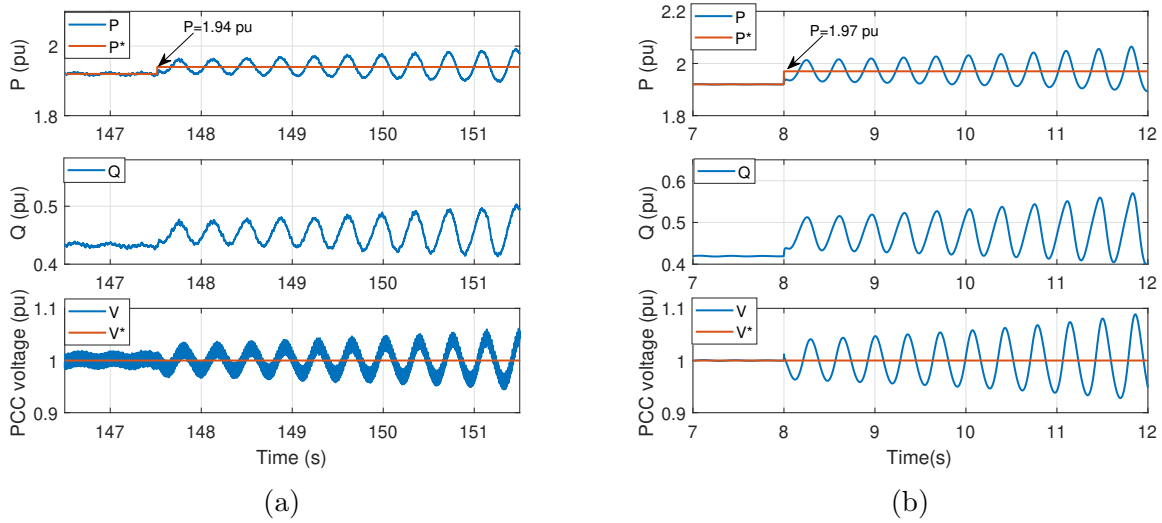 P
P*
P=1.94 pu
2
1.8
P (pu)
147
148
149
150
151
Q
0.5
0.4
Q (pu)
147
148
149
150
151
V
V*
1.1
1
0.9
PCC voltage (pu)
147
148
149
150
151
Time (s)
(a)
P
P*
P=1.97 pu
2.2
2
1.8
P (pu)
7
8
9
10
11
12
Q
0.6
0.5
0.4
Q (pu)
7
8
9
10
11
12
V
V*
1.1
1
0.9
PCC voltage (pu)
7
8
9
10
11
12
Time(s)
(b)